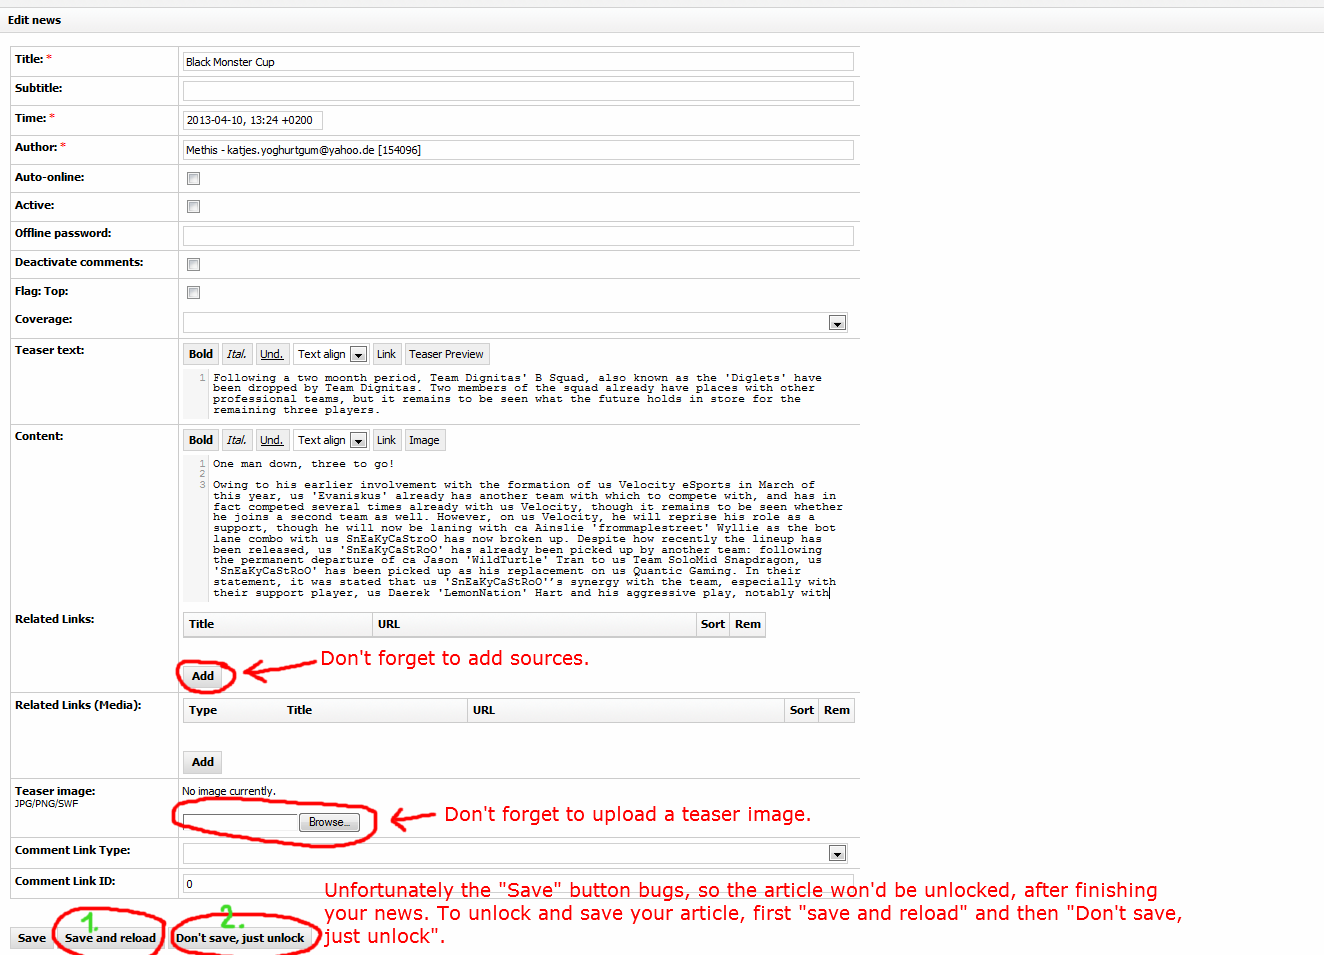 Edit news
Title: *
Black Monster Cup
Subtitle:
Time: *
2013-04-10, 13:24 +0200
Author: *
Methis - katjes.yoghurtgum@yahoo.de [154096]
Auto-online:
Active:
Offline password:
Deactivate comments:
Flag: Top:
Coverage:
Teaser text:
Bold Ital. Und. Text align Link Teaser Preview
1 Following a two moonth period, Team Dignitas' B Squad, also known as the 'Diglets' have
been dropped by Team Dignitas. Two members of the squad already have places with other
professional teams, but it remains to be seen what the future holds in store for the
remaining three players.
Content:
Bold Ital. Und. Text align Link Image
1 One man down, three to go!
2
3 Owing to his earlier involvement with the formation of us Velocity eSports in March of
this year, us 'Evaniskus' already has another team with which to compete with, and has in
fact competed several times already with us Velocity, though it remains to be seen whether
he joins a second team as well. However, on us Velocity, he will reprise his role as a
support, though he will now be laning with ca Ainslie 'frommaplestreet' Wyllie as the bot
lane combo with us SnEaKyCaStroO has now broken up. Despite how recently the lineup has
been released, us 'SnEaKyCaStRoO' has already been picked up by another team: following
the permanent departure of ca Jason 'WildTurtle' Tran to us Team SoloMid Snapdragon, us
'SnEaKyCaStRoO' has been picked up as his replacement on us Quantic Gaming. In their
statement, it was stated that us 'SnEaKyCaStRoO''s synergy with the team, especially with
their support player, us Daerek 'LemonNation' Hart and his aggressive play, notably with
Related Links:
Title URL Sort Rem
Don't forget to add sources.
Add
Related Links (Media):
Type Title URL Sort Rem
Add
Teaser image:
JPG/PNG/SWF
No image currently.
Browse...
Don't forget to upload a teaser image.
Comment Link Type:
Comment Link ID:
0
Unfortunately the "Save" button bugs, so the article won'd be unlocked, after finishing
your news. To unlock and save your article, first "save and reload" and then "Don't save,
just unlock".
1. 2.
Save Save and reload Don't save, just unlock